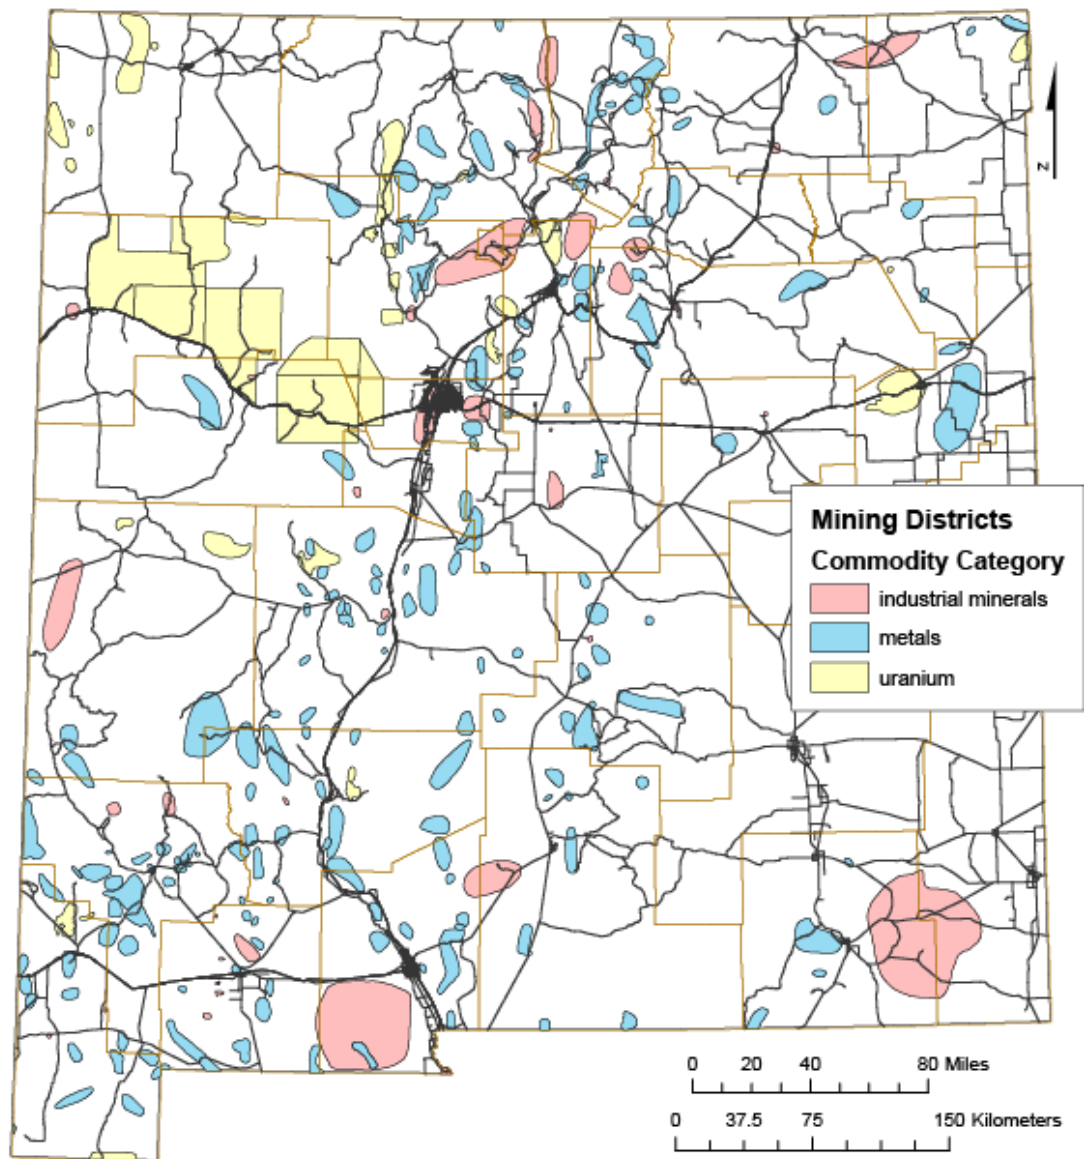 N
Mining Districts
Commodity Category
industrial minerals
metals
uranium
0 20 40 80 Miles
0 37.5 75 150 Kilometers